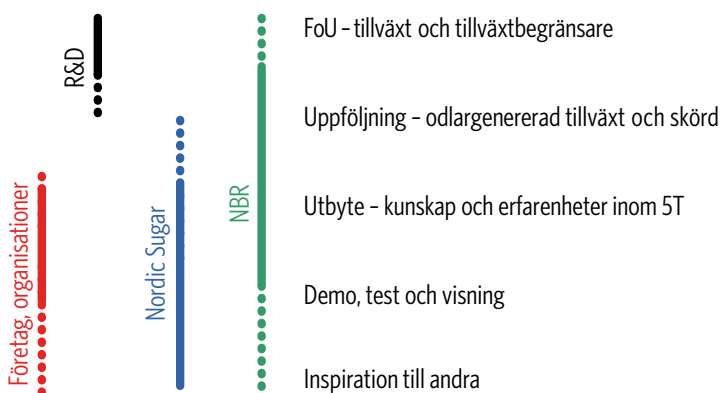 FoU – tillväxt och tillväxtbegränsare
R&D
Uppföljning – odlargenererad tillväxt och skörd
Utbyte – kunskap och erfarenheter inom 5T
NBR
Nordic Sugar
Företag, organisationer
Demo, test och visning
Inspiration till andra